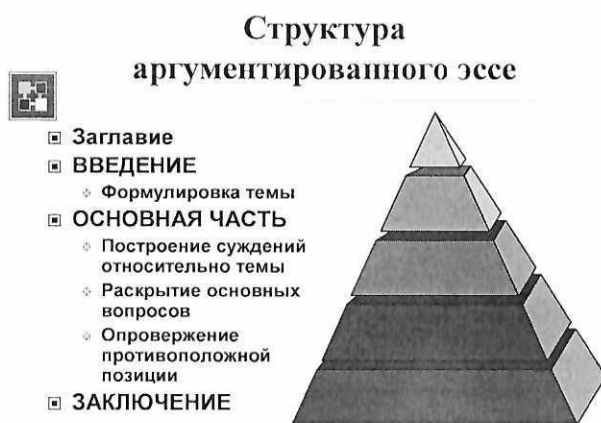 Структура
аргументированного эссе
Заглавие
ВВЕДЕНИЕ
Формулировка темы
ОСНОВНАЯ ЧАСТЬ
Построение суждений
относительно темы
Раскрытие основных
вопросов
Опровержение
противоположной
позиции
ЗАКЛЮЧЕНИЕ